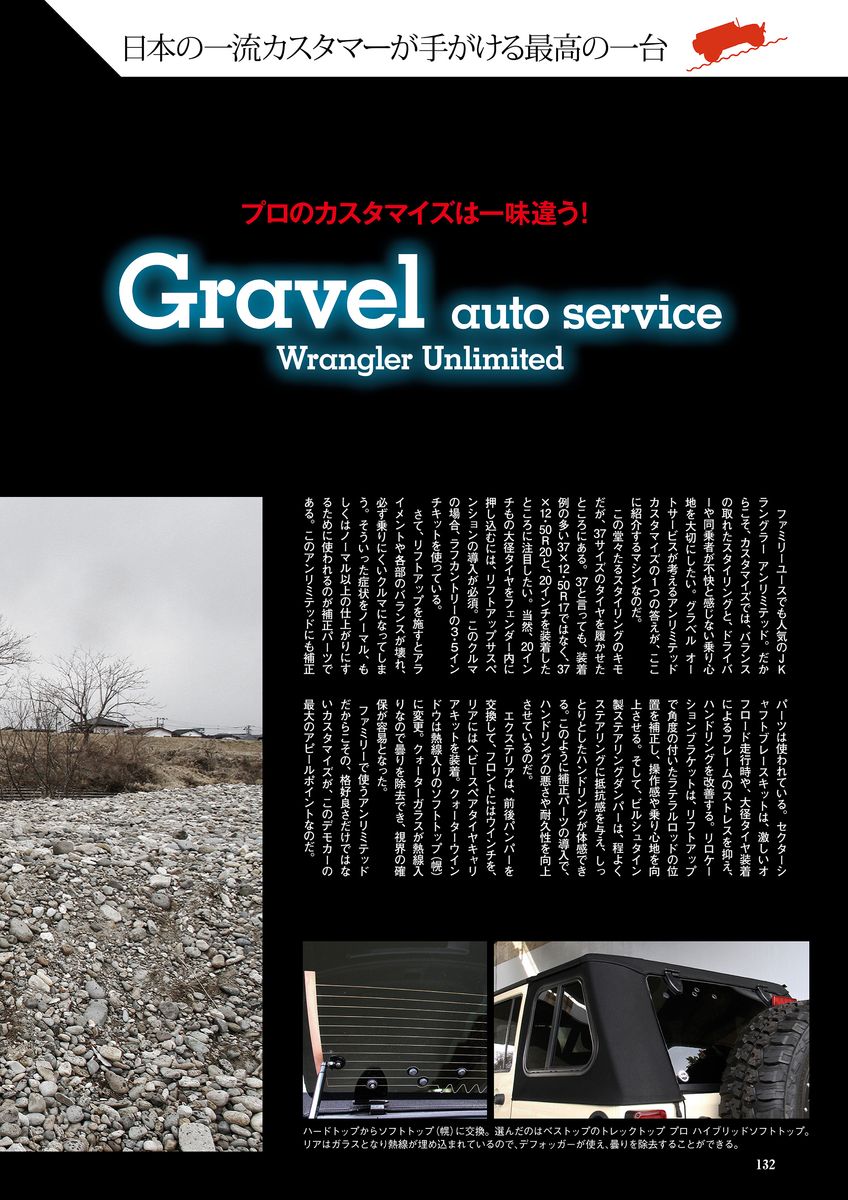 日本の一流カスタマーが手がける最高の一台
プロのカスタマイズは一味違う！
Gravel auto service
Wrangler Unlimited
ファミリーユースでも人気のJK
ラングラー アンリミテッド。だか
らこそ、カスタマイズでは、バランス
の取れたスタイリングと、ドライバ
ーや同乗者が不快と感じない乗り心
地を大切にしたい。グラベル オー
トサービスが考えるアンリミテッド
カスタマイズの1つの答えが、ここ
に紹介するマシンなのだ。
この堂々たるスタイリングのキモ
だが、37サイズのタイヤを履かせた
ところにある。37と言っても、装着
例の多い37×12・50R17ではなく、37
×12・50R20と、20インチを装着した
ところに注目したい。当然、20イン
チもの大径タイヤをフェンダー内に
押し込むには、リフトアップサスペ
ンションの導入が必須。このクルマ
の場合、ラフカントリーの3・5イン
チキットを使っている。
さて、リフトアップを施すとアラ
イメントや各部のバランスが壊れ、
必ず乗りにくいクルマになってしま
う。そういった症状をノーマル、も
しくはノーマル以上の仕上がりにす
るために使われるのが補正パーツで
ある。このアンリミテッドにも補正
パーツは使われている。セクターシ
ャフトブレースキットは、激しいオ
フロード走行時や、大径タイヤ装着
によるフレームのストレスを抑え、
ハンドリングを改善する。リロケー
ションブラケットは、リフトアップ
で角度の付いたラテラルロッドの位
置を補正し、操作感や乗り心地を向
上させる。そして、ビルシュタイン
製ステアリングダンパーは、程よく
ステアリングに抵抗感を与え、しっ
とりとしたハンドリングが体感でき
る。このように補正パーツの導入で、
ハンドリングの悪さや耐久性を向上
させているのだ。
エクステリアは、前後バンパーを
交換して、フロントにはウインチを、
リアにはヘビースペアタイヤキャリ
アキットを装着。クォーターウイン
ドウは熱線入りのソフトトップ（幌）
に変更。クォーターガラスが熱線入
りなので曇りを除去でき、視界の確
保が容易となった。
ファミリーで使うアンリミテッド
だからこその、格好良さだけではな
いカスタマイズが、このデモカーの
最大のアピールポイントなのだ。
ハードトップからソフトトップ（幌）に交換。選んだのはベストップのトレックトップ プロ ハイブリッドソフトトップ。
リアはガラスとなり熱線が埋め込まれているので、デフォッガーが使え、曇りを除去することができる。
132